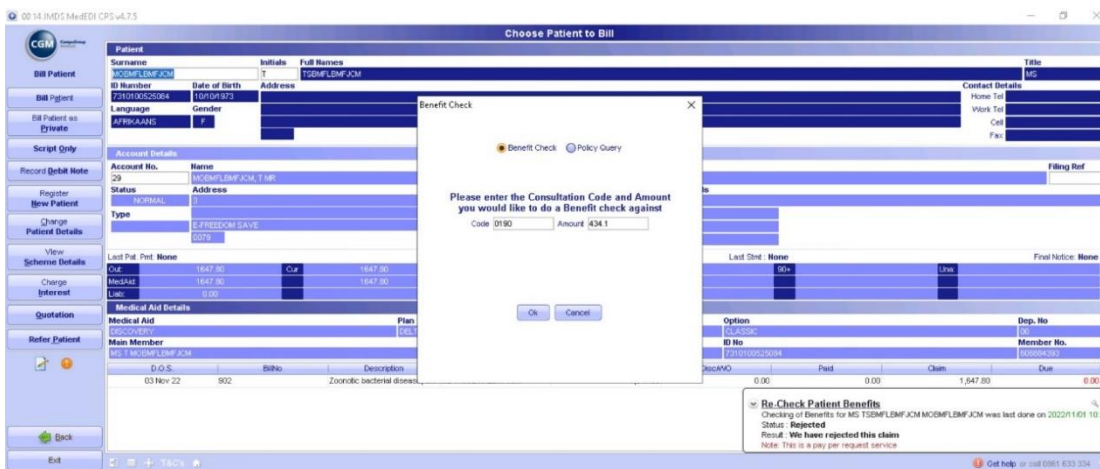 00:14 JMDS MedEDI CPS v4.7.5
Choose Patient to Bill
CGM CompuGroup Medical
Bill Patient
Bill Patient
Bill Patient as
Private
Script Only
Record Debit Note
Register
New Patient
Change
Patient Details
View
Scheme Details
Charge
Interest
Quotation
Refer Patient
Back
Exit
Patient
Surname Initials Full Names Title
MOBMFLBMFJCM T TSBMFLBMFJCM MS
ID Number Date of Birth Address Contact Details
7310100525084 10/10/1973 Home Tel
Language Gender Work Tel
AFRIKAANS F Cell
Fax
Account Details
Account No. Name Filing Ref
29 MOBMFLBMFJCM, T MR
Status Address
NORMAL 3
Type
E-FREEDOM SAVE
0079
Last Pat. Pmt: None Last Stmt : None Final Notice: None
Out: 1647.80 Cur 1647.80 90+ Una:
MedAid: 1647.80 1647.80
Liab: 0.00
Medical Aid Details
Medical Aid Plan Option Dep. No
DISCOVERY DELT CLASSIC 00
Main Member ID No Member No.
MS T MOBMFLBMFJCM 7310100525084 606684393
D.O.S. BillNo Description Disc/WO Paid Claim Due
03 Nov 22 902 Zoonotic bacterial diseas 0.00 0.00 1,647.80 0.00
Benefit Check
Benefit Check Policy Query
Please enter the Consultation Code and Amount
you would like to do a Benefit check against
Code 0190 Amount 434.1
Ok Cancel
Re-Check Patient Benefits
Checking of Benefits for MS TSBMFLBMFJCM MOBMFLBMFJCM was last done on 2022/11/01 10:
Status : Rejected
Result : We have rejected this claim
Note: This is a pay per request service
T&C's
Get help or call 0861 633 334